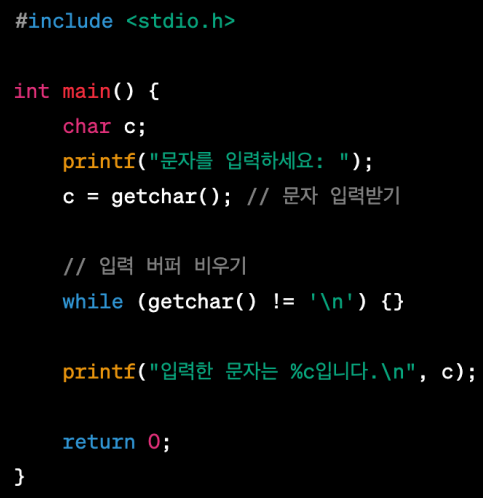 #include <stdio.h>
int main() {
char c;
printf("문자를 입력하세요: ");
c = getchar(); // 문자 입력받기
// 입력 버퍼 비우기
while (getchar() != '\n') {}
printf("입력한 문자는 %c입니다.\n", c);
return 0;
}